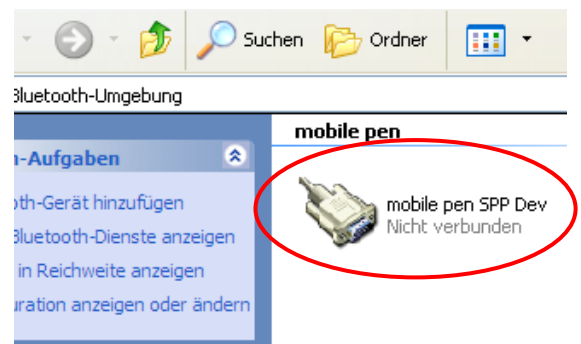 Suchen Ordner
Bluetooth-Umgebung
mobile pen
n-Aufgaben
oth-Gerät hinzufügen
Bluetooth-Dienste anzeigen
in Reichweite anzeigen
uration anzeigen oder ändern
mobile pen SPP Dev
Nicht verbunden